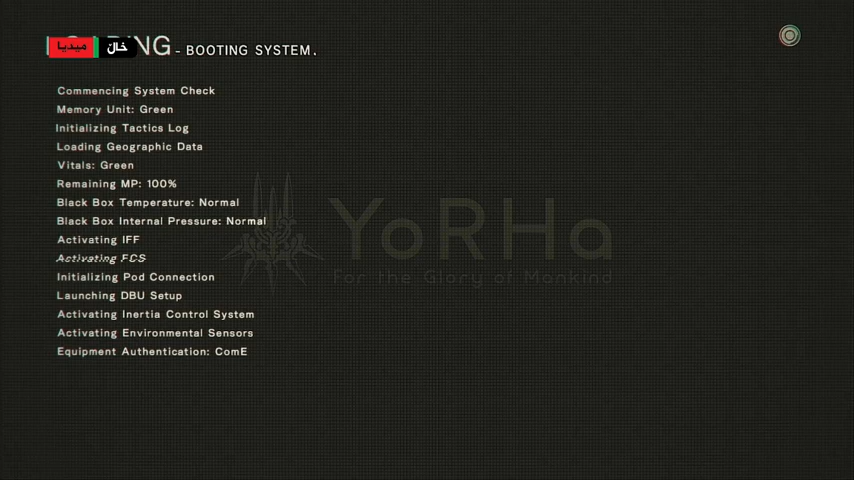 ميديا خال
LOADING - BOOTING SYSTEM.
Commencing System Check
Memory Unit: Green
Initializing Tactics Log
Loading Geographic Data
Vitals: Green
Remaining MP: 100%
Black Box Temperature: Normal
Black Box Internal Pressure: Normal
Activating IFF
Activating FCS
Initializing Pod Connection
Launching DBU Setup
Activating Inertia Control System
Activating Environmental Sensors
Equipment Authentication: ComE
YoRHa
For the Glory of Mankind